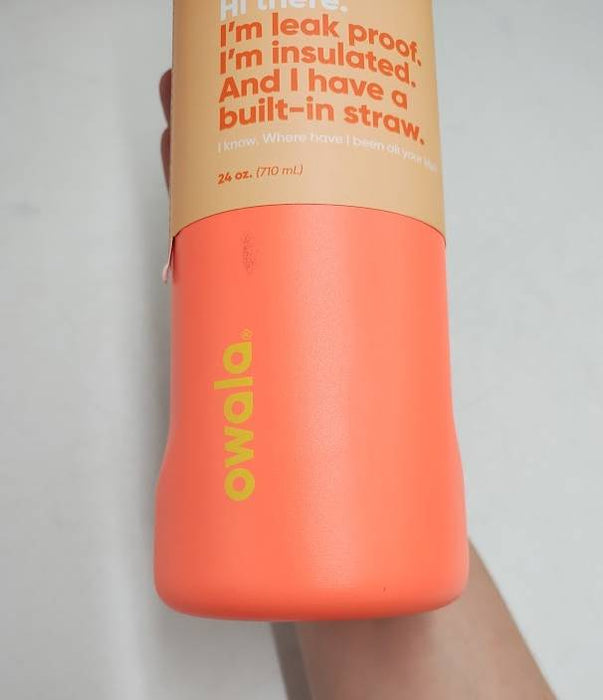 Hi there.
I'm leak proof.
I'm insulated.
And I have a
built-in straw.
I know. Where have I been all your
24 oz. (710 mL)
owala®